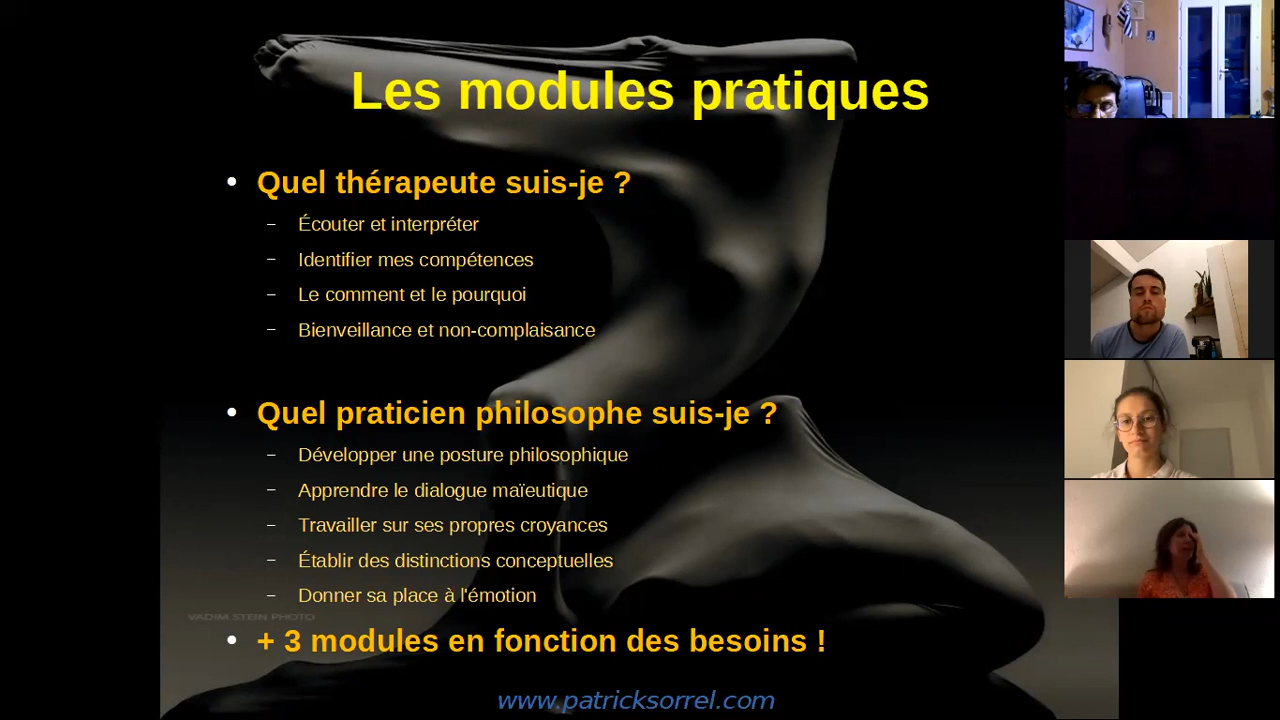 Les modules pratiques
• Quel thérapeute suis-je ?
– Écouter et interpréter
– Identifier mes compétences
– Le comment et le pourquoi
– Bienveillance et non-complaisance
• Quel praticien philosophe suis-je ?
– Développer une posture philosophique
– Apprendre le dialogue maïeutique
– Travailler sur ses propres croyances
– Établir des distinctions conceptuelles
– Donner sa place à l'émotion
VADIM STEIN PHOTO
• + 3 modules en fonction des besoins !
www.patricksorrel.com